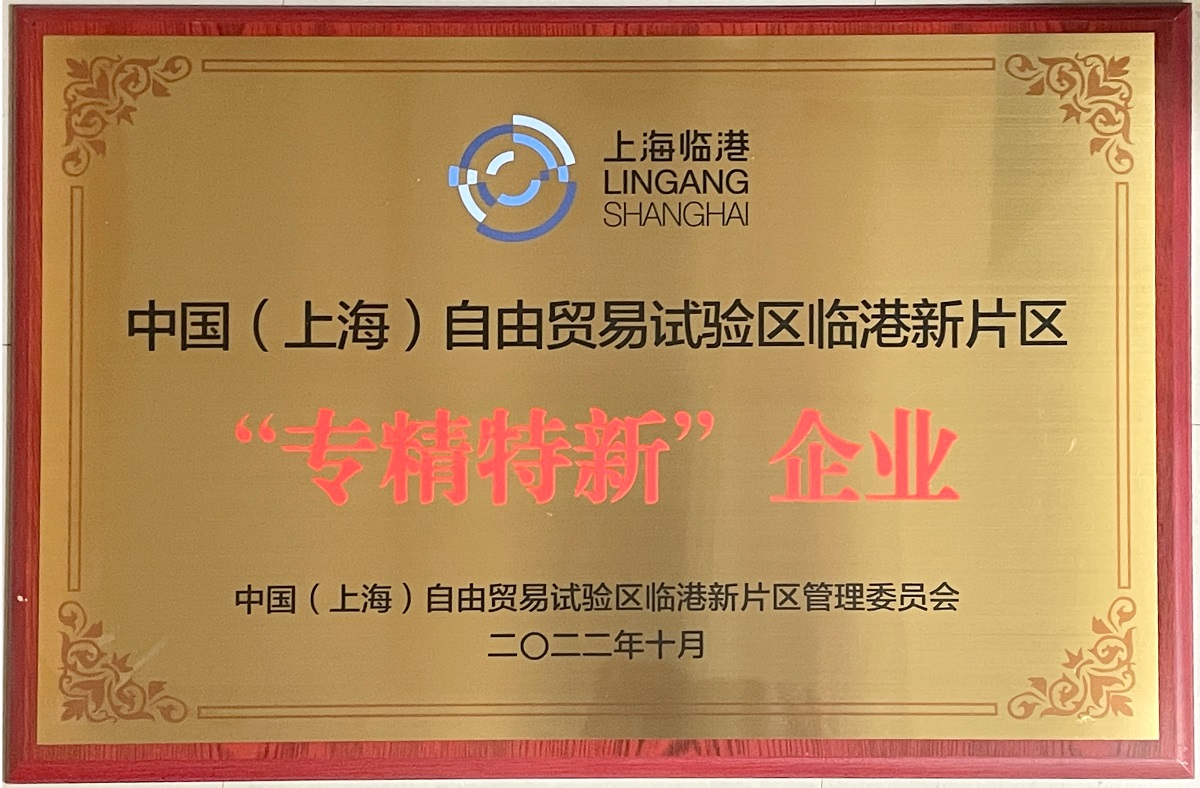 上海临港
LINGANG
SHANGHAI
中国（上海）自由贸易试验区临港新片区
“专精特新”企业
中国（上海）自由贸易试验区临港新片区管理委员会
二〇二二年十月